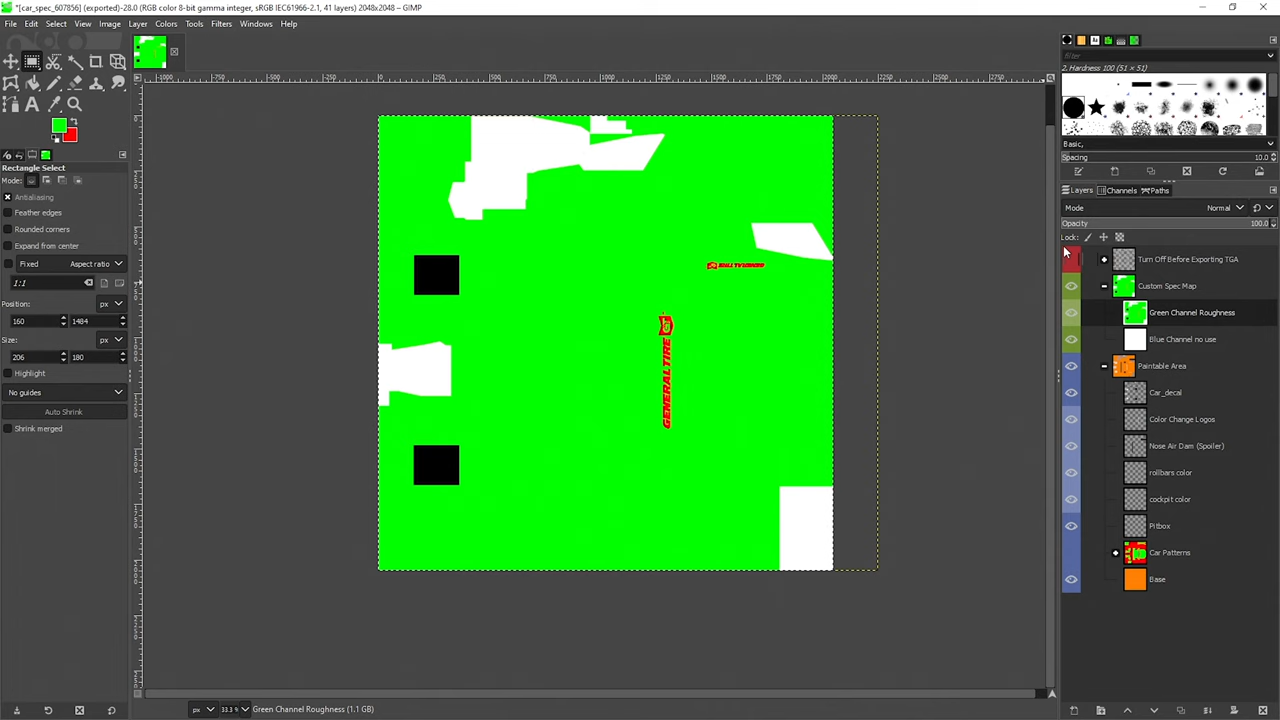 *[car_spec_607856] (exported)-28.0 (RGB color 8-bit gamma integer, sRGB IEC61966-2.1, 41 layers) 2048x2048 – GIMP
File Edit Select View Image Layer Colors Tools Filters Windows Help
filter
2. Hardness 100 (51 × 51)
Basic,
Spacing 10.0
Rectangle Select
Mode:
Antialiasing
Feather edges
Rounded corners
Expand from center
Fixed Aspect ratio
1:1
Position: px
160 1484
Size: px
206 180
Highlight
No guides
Auto Shrink
Shrink merged
Layers Channels Paths
Mode Normal
Opacity 100.0
Lock:
Turn Off Before Exporting TGA
Custom Spec Map
Green Channel Roughness
Blue Channel no use
Paintable Area
Car_decal
Color Change Logos
Nose Air Dam (Spoiler)
rollbars color
cockpit color
Pitbox
Car Patterns
Base
GENERAL TIRE
px 33.3 % Green Channel Roughness (1.1 GB)